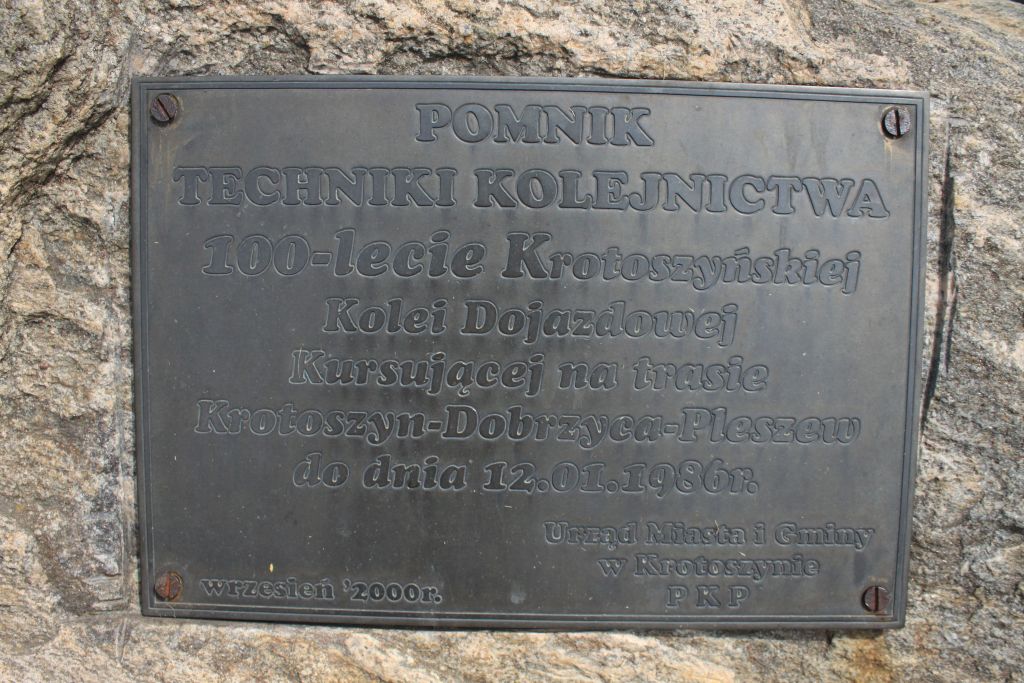 POMNIK
TECHNIKI KOLEJNICTWA
100-lecie Krotoszyńskiej
Kolei Dojazdowej
Kursującej na trasie
Krotoszyn-Dobrzyca-Pleszew
do dnia 12.01.1986r.
Urząd Miasta i Gminy
w Krotoszynie
P K P
wrzesień '2000r.